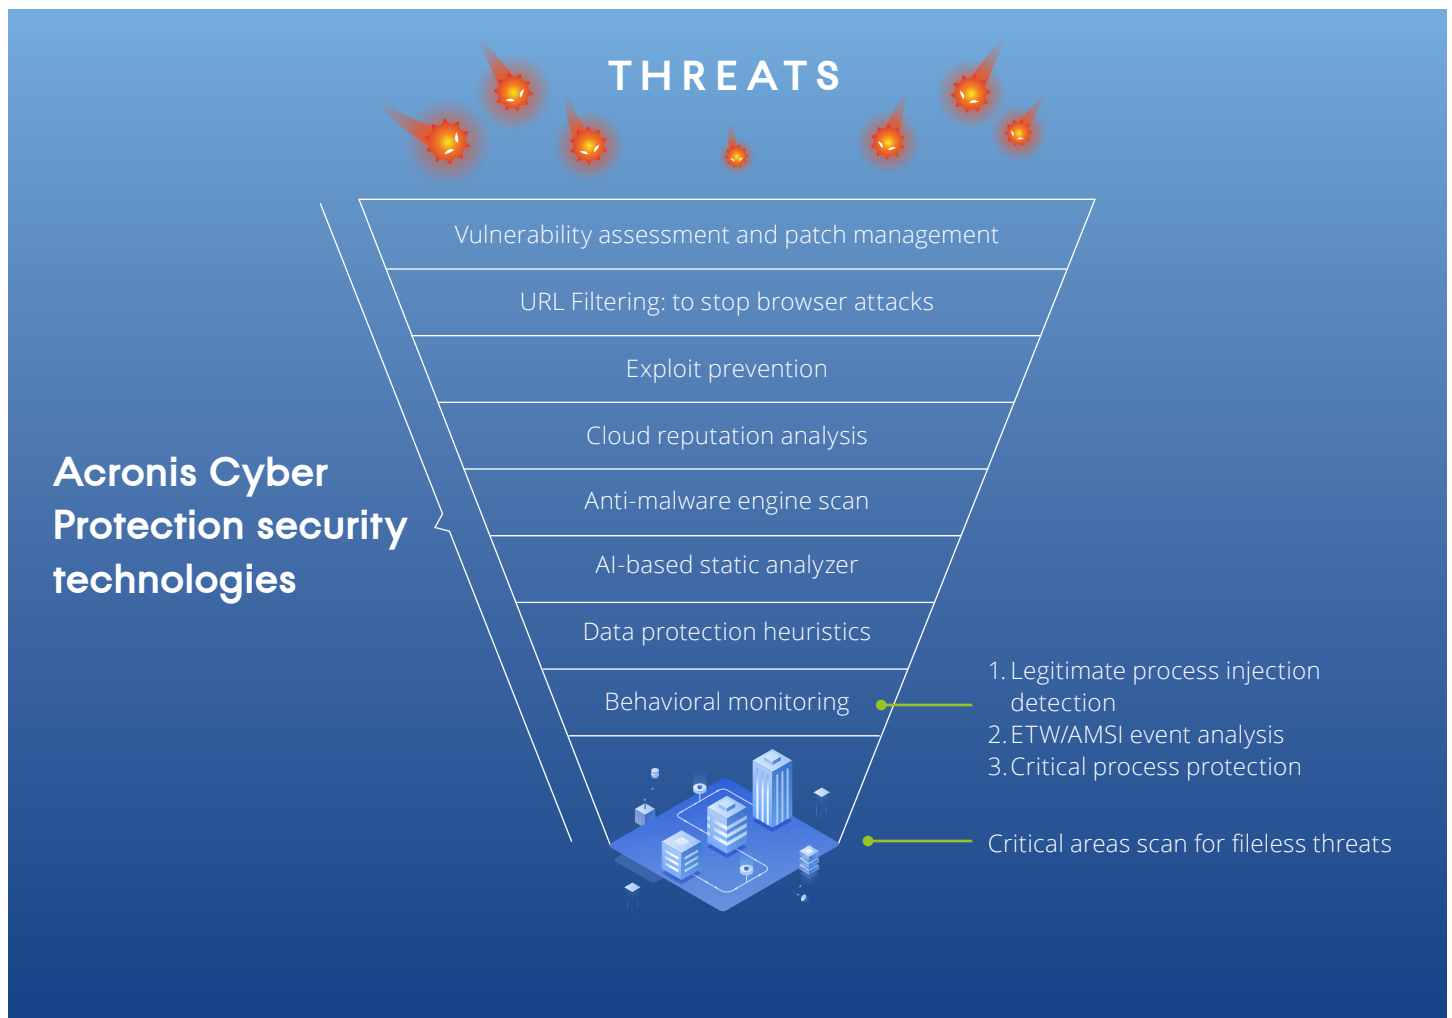 THREATS
Vulnerability assessment and patch management
URL Filtering: to stop browser attacks
Exploit prevention
Cloud reputation analysis
Anti-malware engine scan
AI-based static analyzer
Data protection heuristics
Behavioral monitoring
Acronis Cyber
Protection security
technologies
1. Legitimate process injection
detection
2. ETW/AMSI event analysis
3. Critical process protection
Critical areas scan for fileless threats